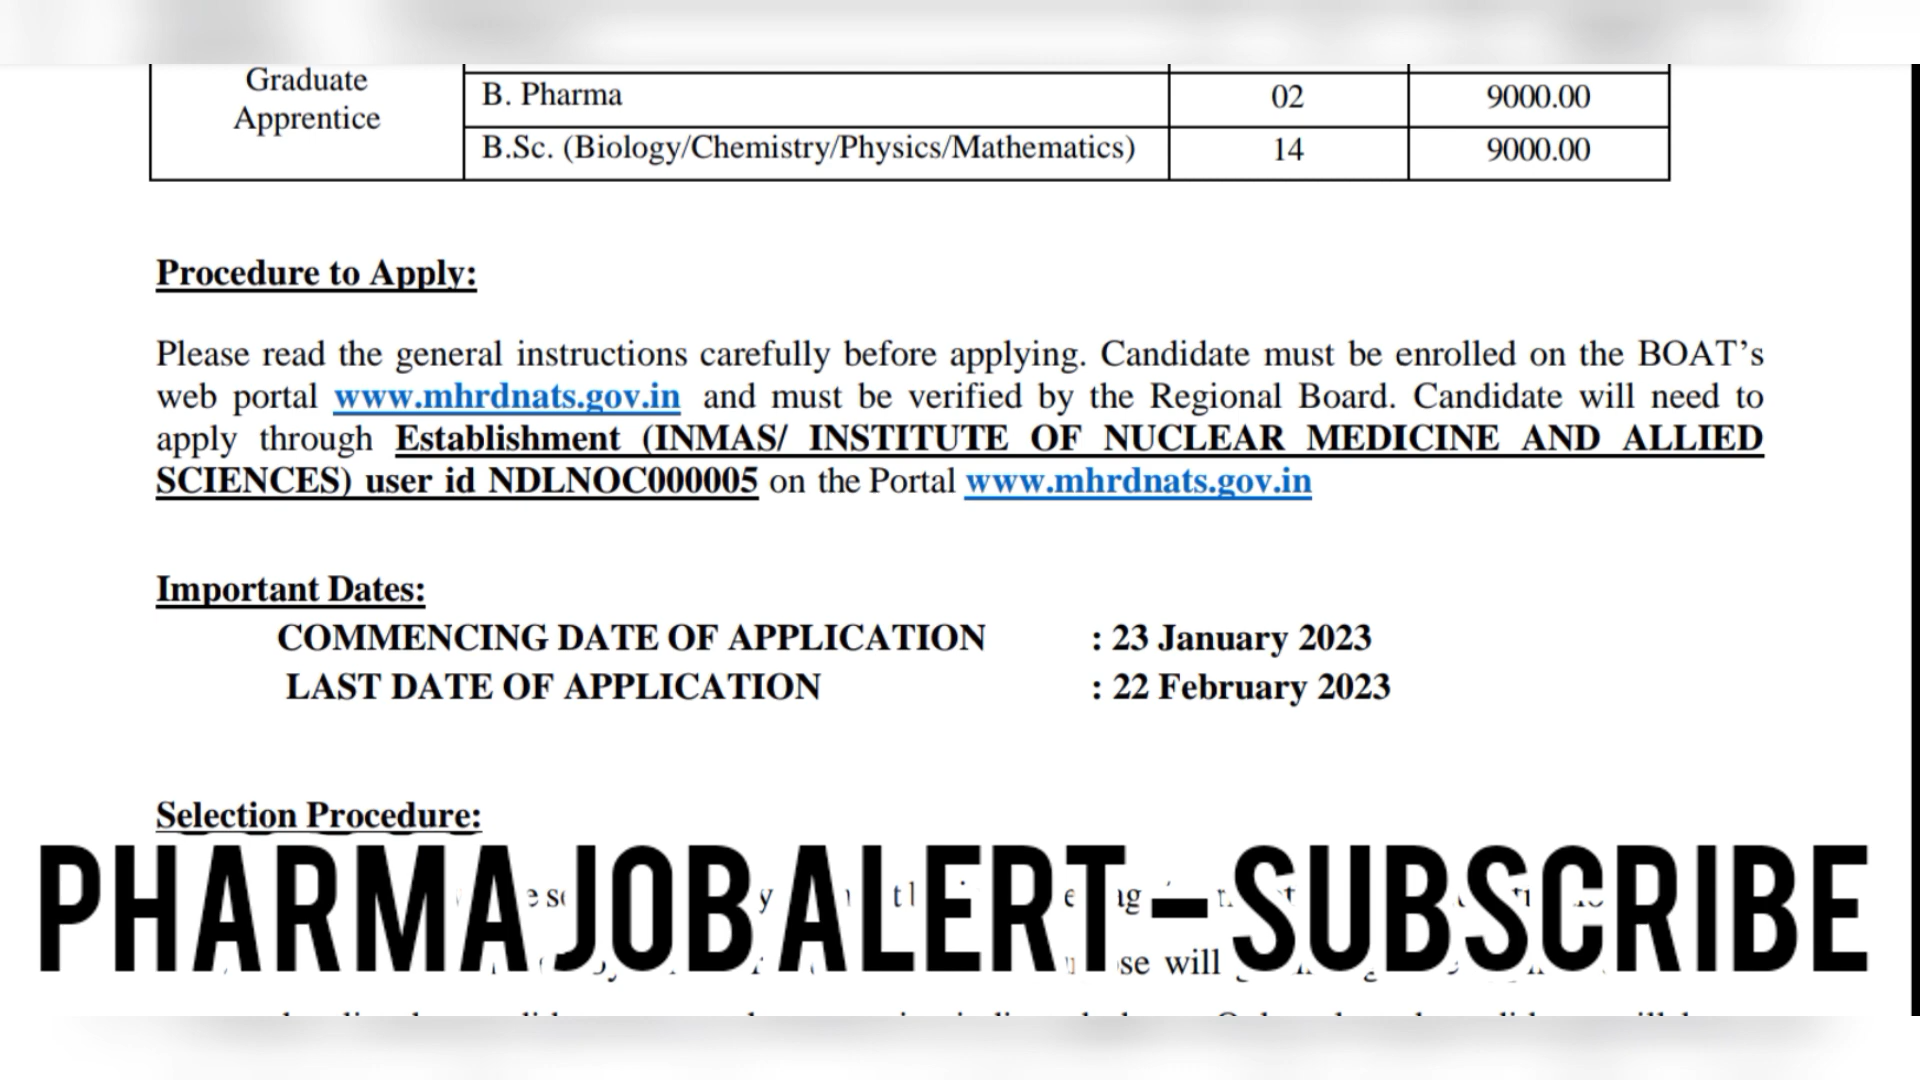 Graduate
Apprentice
B. Pharma 02 9000.00
B.Sc. (Biology/Chemistry/Physics/Mathematics) 14 9000.00
Procedure to Apply:
Please read the general instructions carefully before applying. Candidate must be enrolled on the BOAT’s
web portal www.mhrdnats.gov.in and must be verified by the Regional Board. Candidate will need to
apply through Establishment (INMAS/ INSTITUTE OF NUCLEAR MEDICINE AND ALLIED
SCIENCES) user id NDLNOC000005 on the Portal www.mhrdnats.gov.in
Important Dates:
COMMENCING DATE OF APPLICATION : 23 January 2023
LAST DATE OF APPLICATION : 22 February 2023
Selection Procedure:
PHARMA JOB ALERT - SUBSCRIBE
will